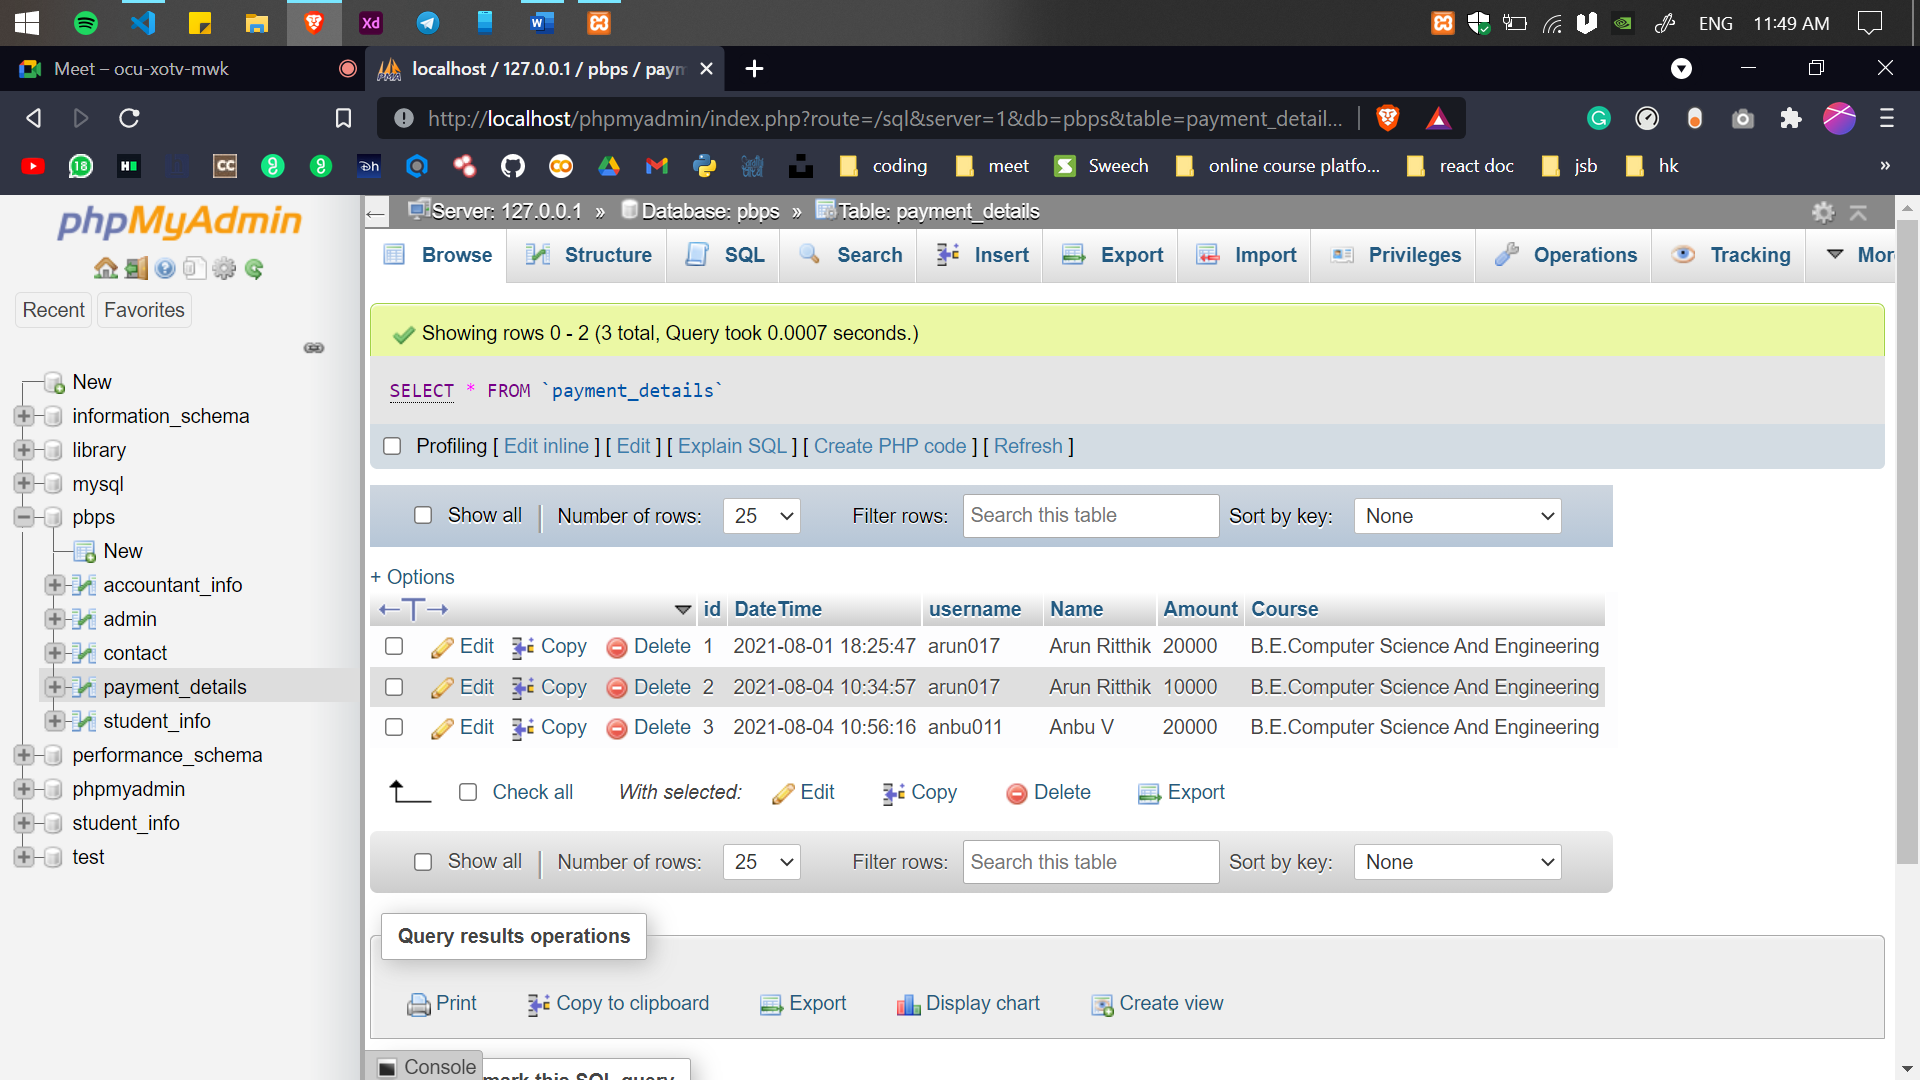 Xd
W
ENG 11:49 AM
Meet – ocu-xotv-mwk
localhost / 127.0.0.1 / pbps / paym
http://localhost/phpmyadmin/index.php?route=/sql&server=1&db=pbps&table=payment_detail...
18 H CC Dh coding meet Sweech online course platfo... react doc jsb hk »
phpMyAdmin
Recent Favorites
New
information_schema
library
mysql
pbps
New
accountant_info
admin
contact
payment_details
student_info
performance_schema
phpmyadmin
student_info
test
Server: 127.0.0.1 » Database: pbps » Table: payment_details
Browse Structure SQL Search Insert Export Import Privileges Operations Tracking Mor
Showing rows 0 - 2 (3 total, Query took 0.0007 seconds.)
SELECT * FROM `payment_details`
Profiling [ Edit inline ] [ Edit ] [ Explain SQL ] [ Create PHP code ] [ Refresh ]
Show all | Number of rows: 25 Filter rows: Search this table Sort by key: None
+ Options
←T→ id DateTime username Name Amount Course
Edit Copy Delete 1 2021-08-01 18:25:47 arun017 Arun Ritthik 20000 B.E.Computer Science And Engineering
Edit Copy Delete 2 2021-08-04 10:34:57 arun017 Arun Ritthik 10000 B.E.Computer Science And Engineering
Edit Copy Delete 3 2021-08-04 10:56:16 anbu011 Anbu V 20000 B.E.Computer Science And Engineering
Check all With selected: Edit Copy Delete Export
Show all | Number of rows: 25 Filter rows: Search this table Sort by key: None
Query results operations
Print Copy to clipboard Export Display chart Create view
Console
mark this SQL query